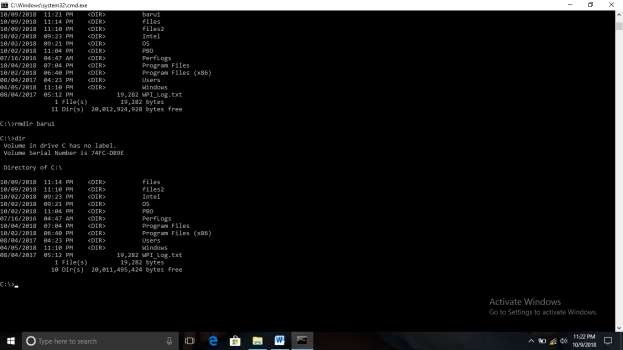 C:\Windows\system32\cmd.exe
10/09/2018 11:21 PM <DIR> baru1
10/09/2018 11:14 PM <DIR> files
10/09/2018 11:10 PM <DIR> files2
10/02/2018 09:23 PM <DIR> Intel
10/02/2018 09:21 PM <DIR> OS
10/02/2018 11:04 PM <DIR> PBD
07/16/2016 04:47 AM <DIR> PerfLogs
10/04/2018 07:04 PM <DIR> Program Files
10/02/2018 06:40 PM <DIR> Program Files (x86)
08/04/2017 04:23 PM <DIR> Users
04/05/2018 11:10 PM <DIR> Windows
08/04/2017 05:12 PM 19,282 WPI_Log.txt
1 File(s) 19,282 bytes
11 Dir(s) 20,012,924,928 bytes free
C:\>rmdir baru1
C:\>dir
Volume in drive C has no label.
Volume Serial Number is 74FC-DBDE
Directory of C:\
10/09/2018 11:14 PM <DIR> files
10/09/2018 11:10 PM <DIR> files2
10/02/2018 09:23 PM <DIR> Intel
10/02/2018 09:21 PM <DIR> OS
10/02/2018 11:04 PM <DIR> PBD
07/16/2016 04:47 AM <DIR> PerfLogs
10/04/2018 07:04 PM <DIR> Program Files
10/02/2018 06:40 PM <DIR> Program Files (x86)
08/04/2017 04:23 PM <DIR> Users
04/05/2018 11:10 PM <DIR> Windows
08/04/2017 05:12 PM 19,282 WPI_Log.txt
1 File(s) 19,282 bytes
10 Dir(s) 20,011,495,424 bytes free
C:\>
Activate Windows
Go to Settings to activate Windows.
Type here to search
11:22 PM
10/9/2018